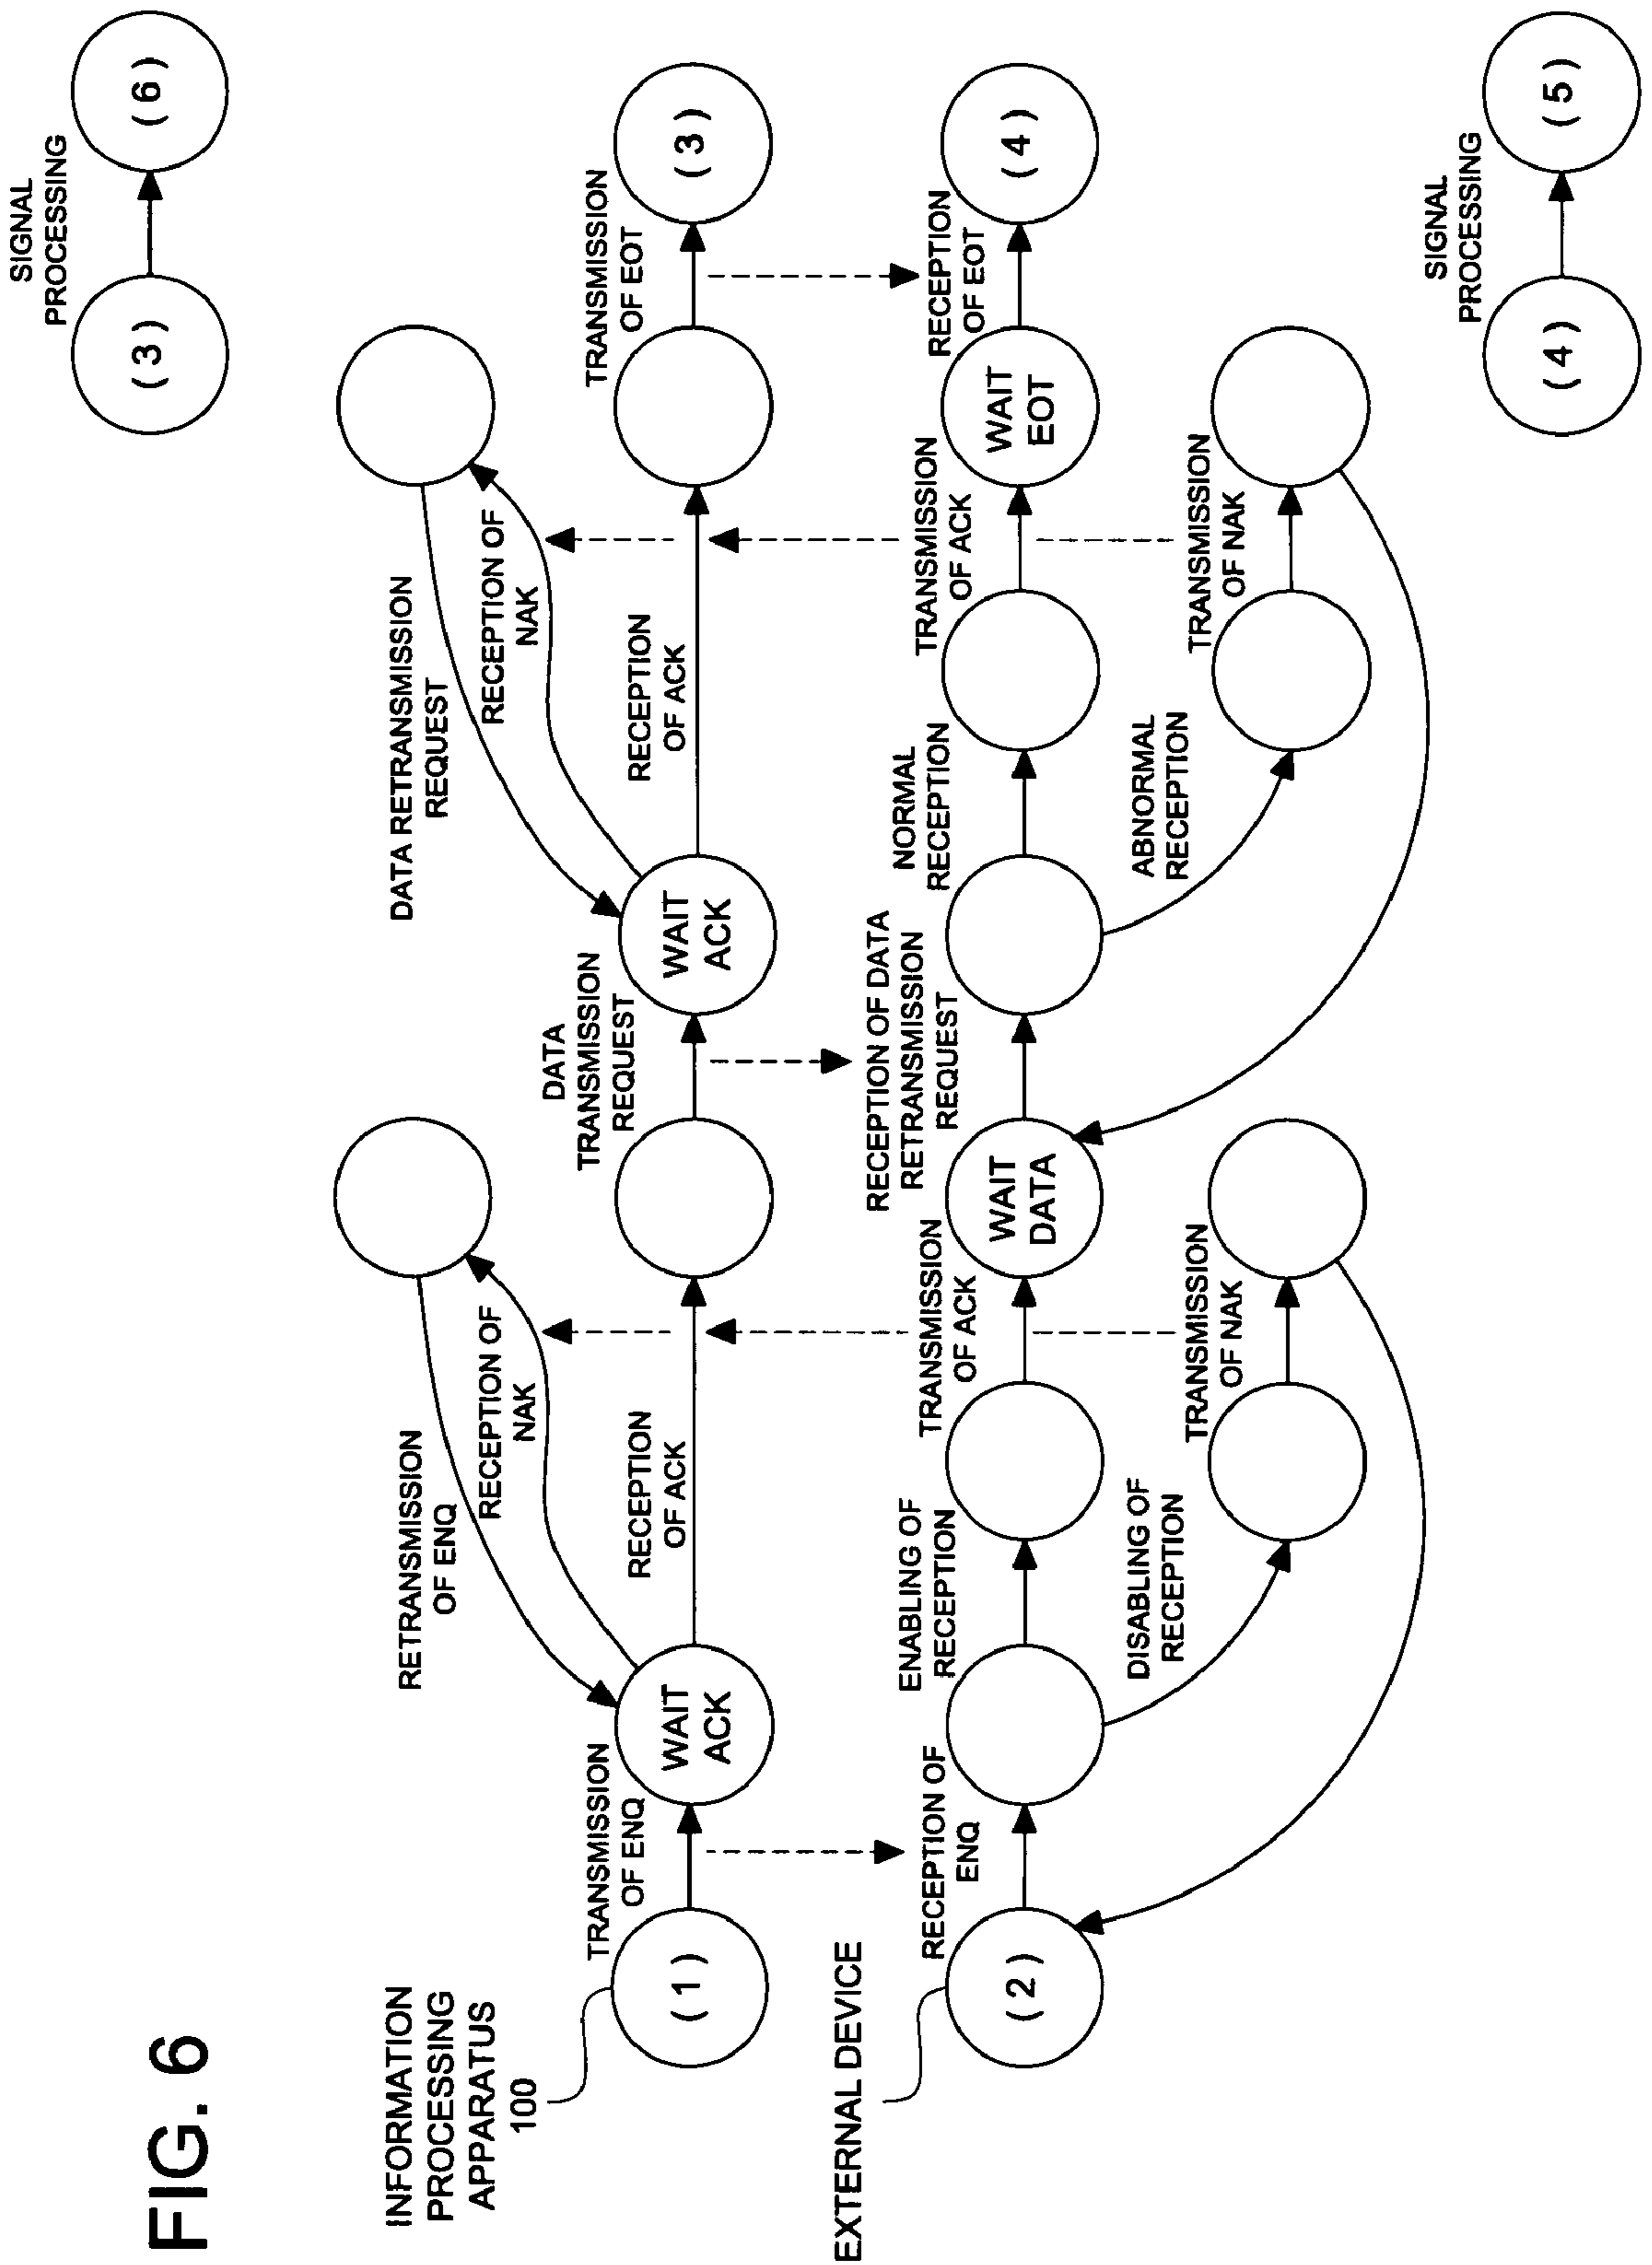 FIG. 6
INFORMATION
PROCESSING
APPARATUS
100
(1)
TRANSMISSION
OF ENQ
WAIT
ACK
RETRANSMISSION
OF ENQ
RECEPTION OF
NAK
RECEPTION
OF ACK
DATA
TRANSMISSION
REQUEST
WAIT
ACK
DATA RETRANSMISSION
REQUEST
RECEPTION OF
NAK
RECEPTION
OF ACK
TRANSMISSION
OF EOT
(3)
SIGNAL
PROCESSING
(3)
(6)
EXTERNAL DEVICE
(2)
RECEPTION OF
ENQ
ENABLING OF
RECEPTION
DISABLING OF
RECEPTION
TRANSMISSION
OF ACK
TRANSMISSION
OF NAK
WAIT
DATA
RECEPTION OF DATA
RETRANSMISSION
REQUEST
NORMAL
RECEPTION
ABNORMAL
RECEPTION
TRANSMISSION
OF ACK
TRANSMISSION
OF NAK
WAIT
EOT
RECEPTION
OF EOT
(4)
SIGNAL
PROCESSING
(4)
(5)